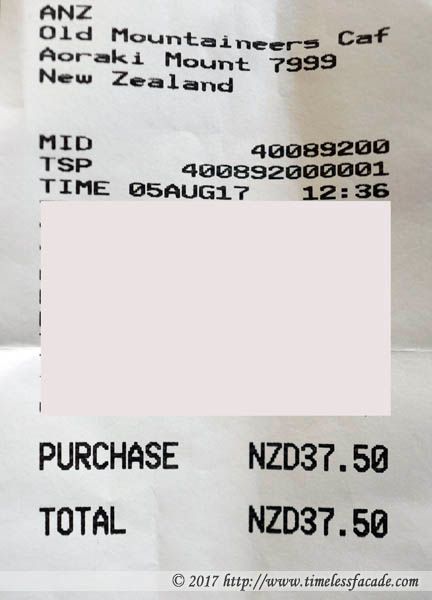 ANZ
Old Mountaineers Caf
Aoraki Mount 7999
New Zealand
MID 40089200
TSP 400892000001
TIME 05AUG17 12:36
PURCHASE NZD37.50
TOTAL NZD37.50
© 2017 http://www.timelessfacade.com